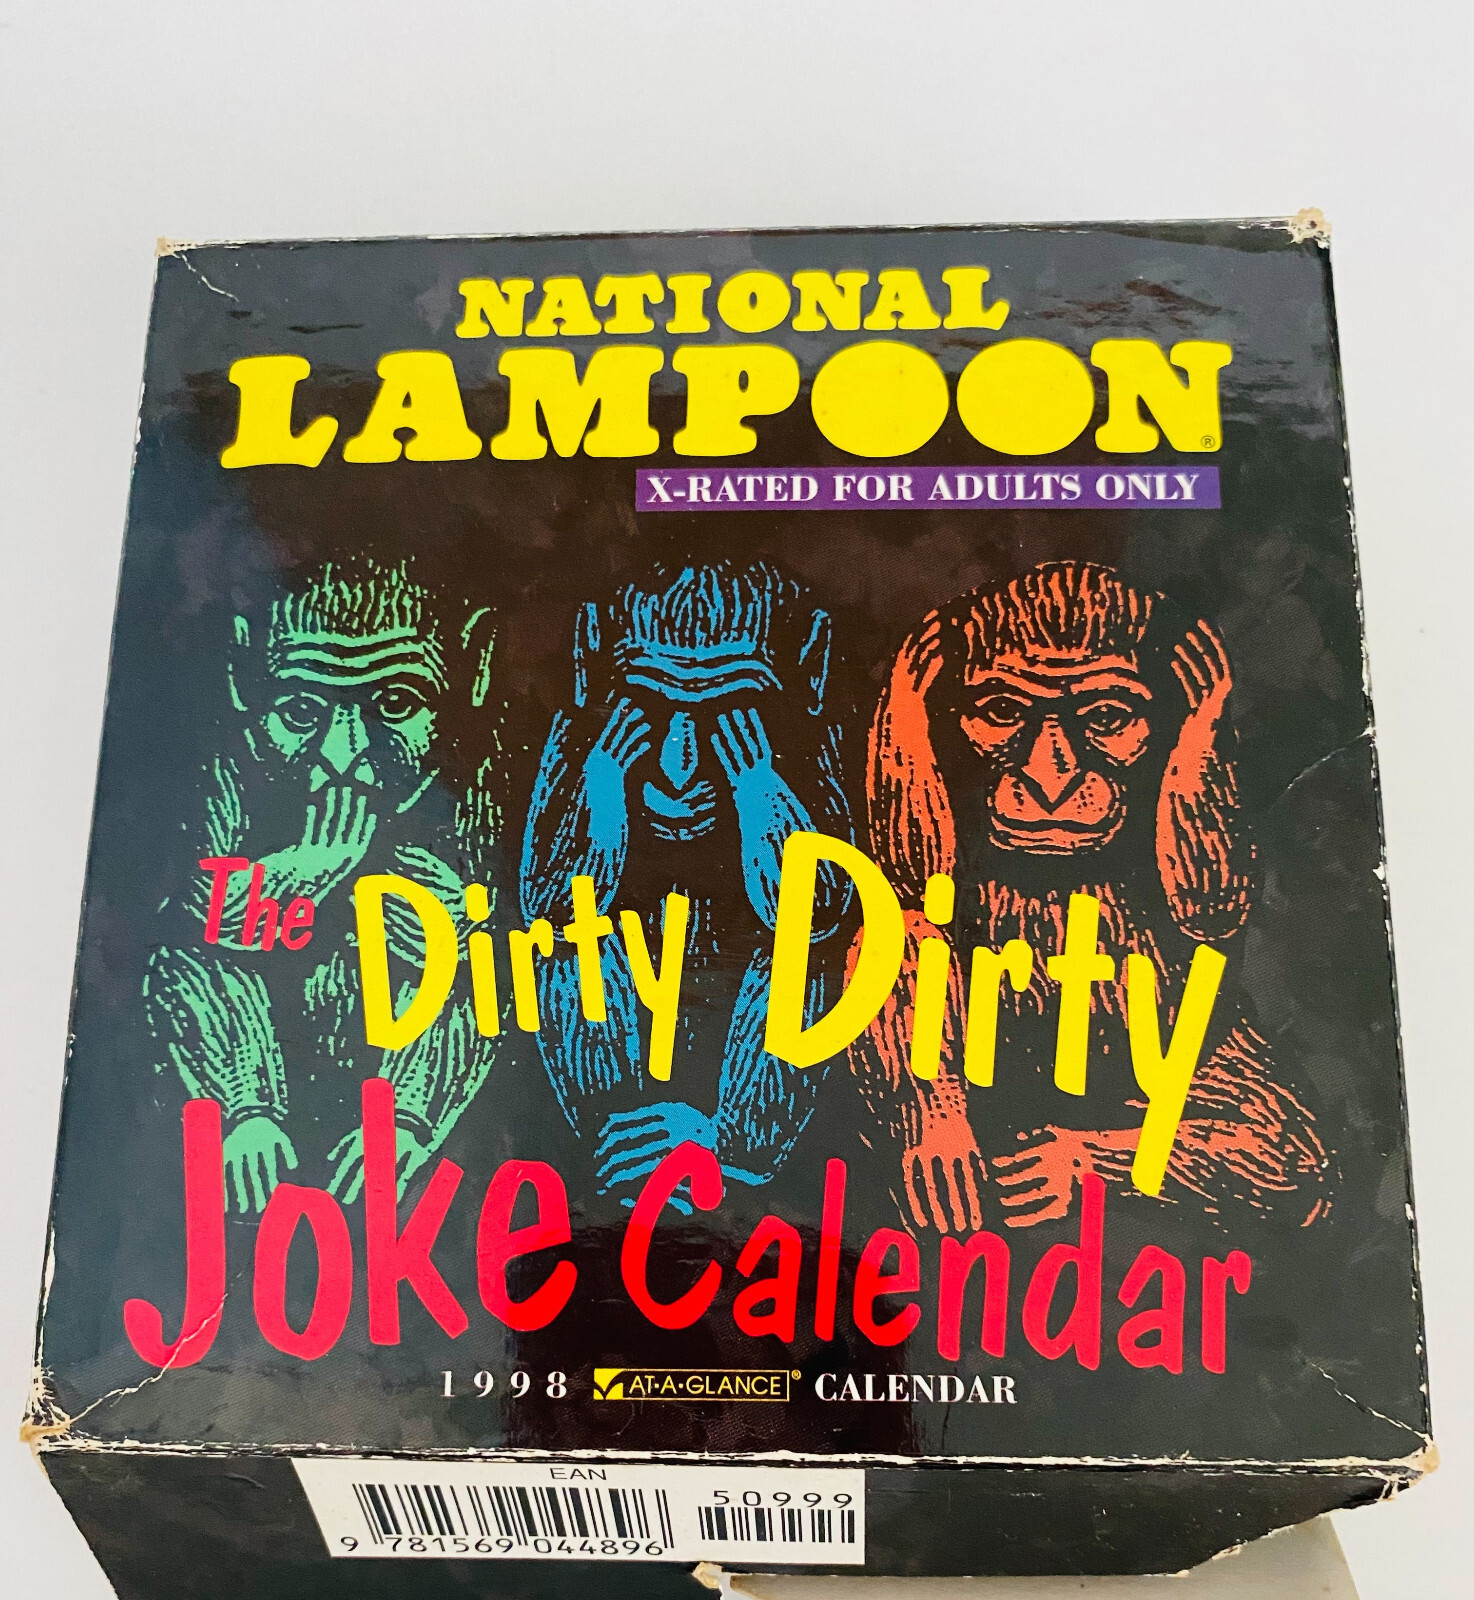 NATIONAL
LAMPOON®
X-RATED FOR ADULTS ONLY
The Dirty Dirty
Joke Calendar
1998 AT-A-GLANCE® CALENDAR
EAN
50999
9 781569 044896